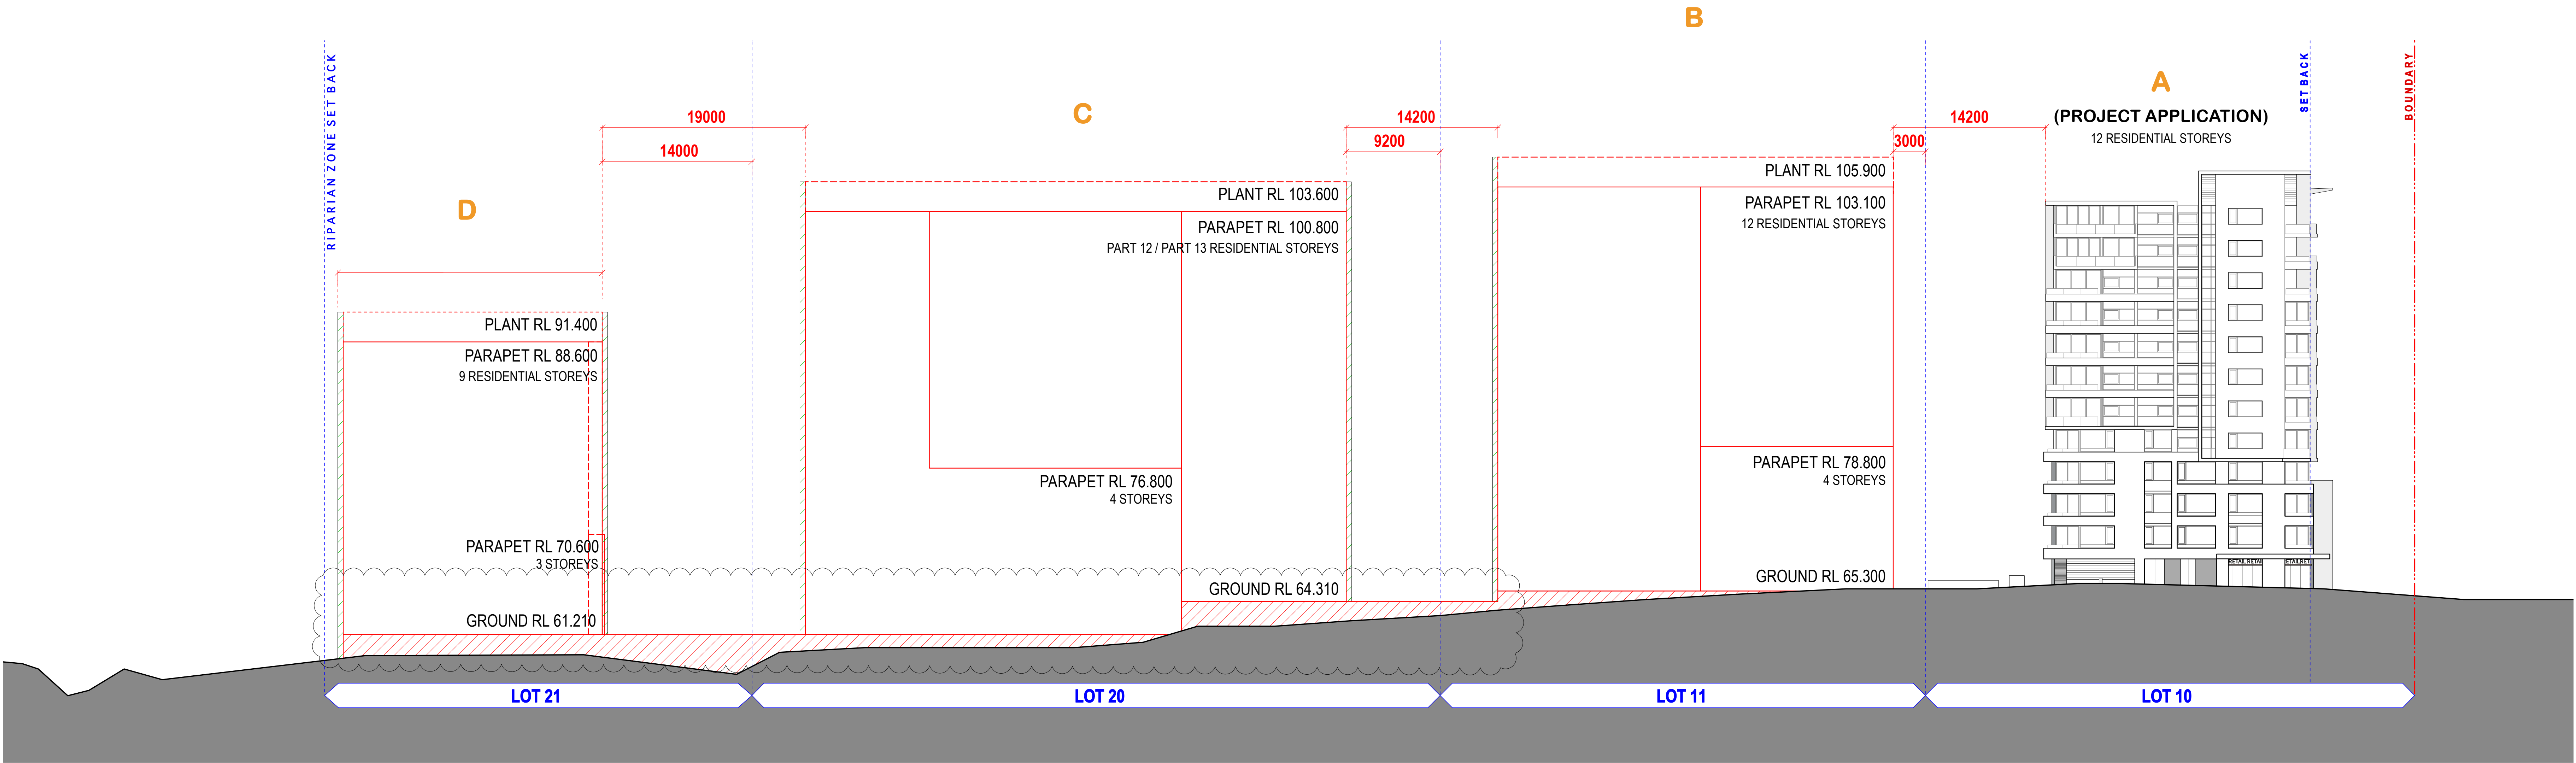 B
RIPARIAN ZONE SET BACK
SET BACK
BOUNDARY
A
C
(PROJECT APPLICATION)
12 RESIDENTIAL STOREYS
19000
14200
14200
14000
9200
3000
D
PLANT RL 105.900
PLANT RL 103.600
PARAPET RL 103.100
12 RESIDENTIAL STOREYS
PARAPET RL 100.800
PART 12 / PART 13 RESIDENTIAL STOREYS
PLANT RL 91.400
PARAPET RL 88.600
9 RESIDENTIAL STOREYS
PARAPET RL 78.800
4 STOREYS
PARAPET RL 76.800
4 STOREYS
PARAPET RL 70.600
3 STOREYS
RETAIL RETAI
ETAILRET
GROUND RL 65.300
GROUND RL 64.310
GROUND RL 61.210
LOT 21
LOT 20
LOT 11
LOT 10